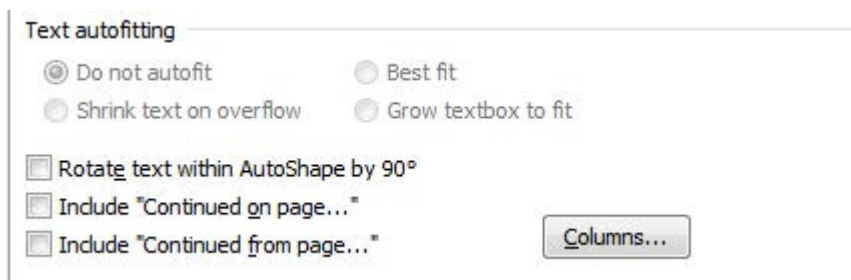 Text autofitting
Do not autofit Best fit
Shrink text on overflow Grow textbox to fit
Rotate text within AutoShape by 90°
Include "Continued on page..."
Include "Continued from page..." Columns...